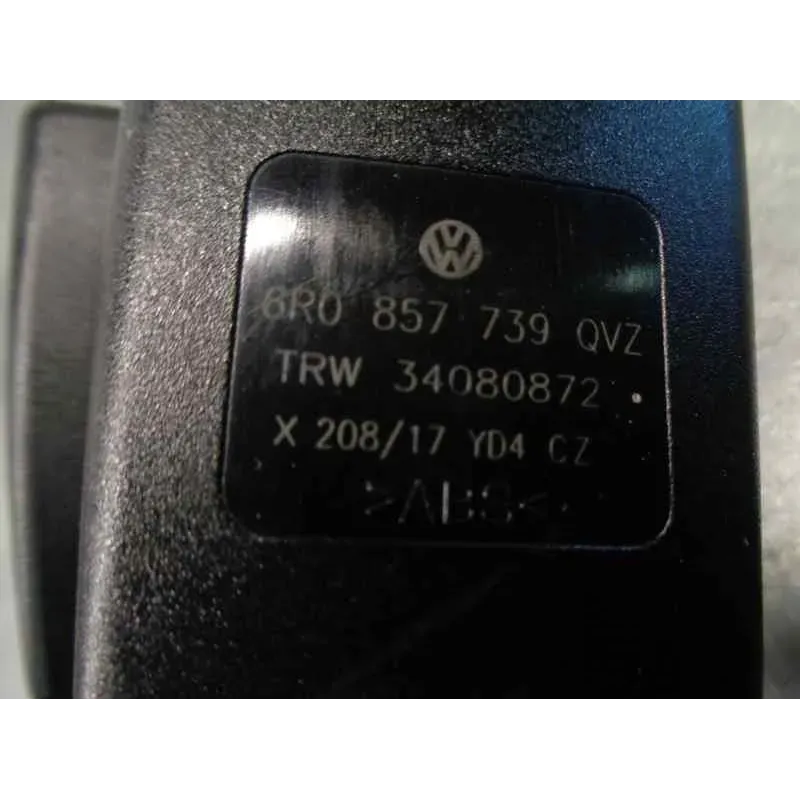 6R0 857 739 QVZ
TRW 34080872
X 208/17 YD4 CZ
>ABS<